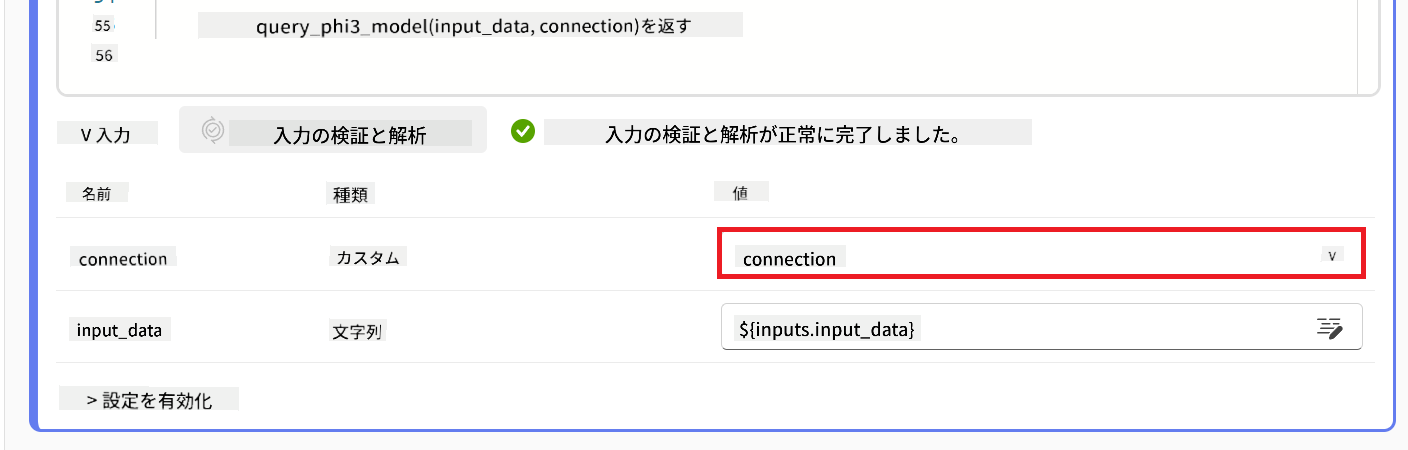 55 query_phi3_model(input_data, connection)を返す
56
V 入力 入力の検証と解析 入力の検証と解析が正常に完了しました。
名前 種類 値
connection カスタム connection v
input_data 文字列 ${inputs.input_data}
> 設定を有効化